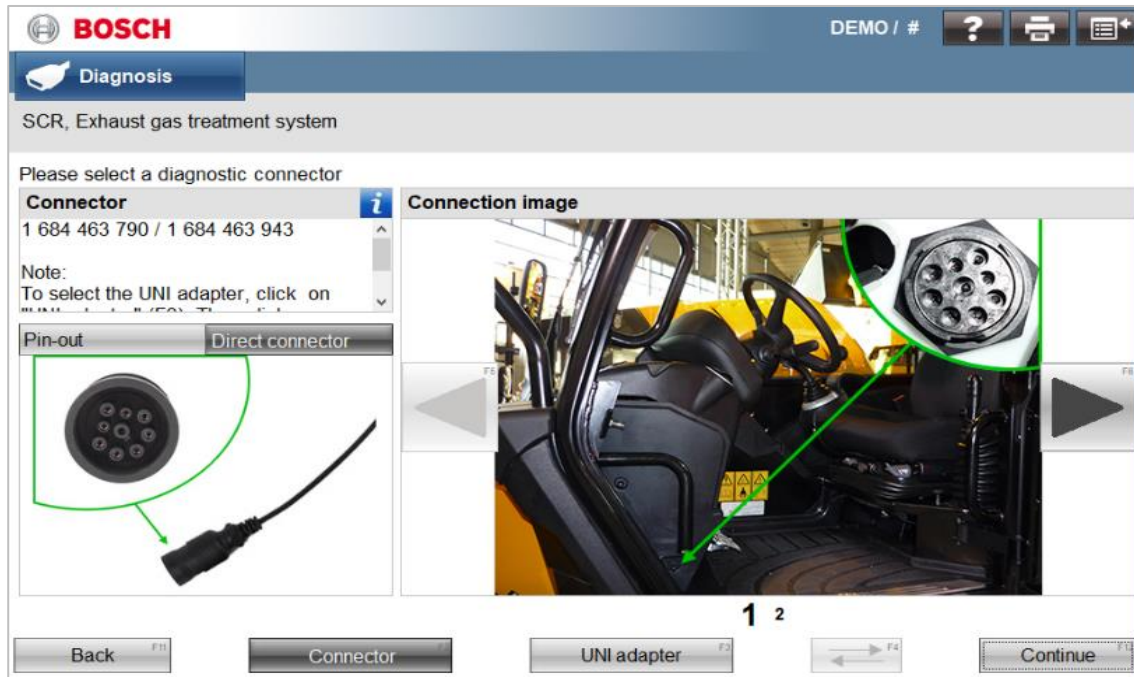 BOSCH
DEMO / #
?
Diagnosis
SCR, Exhaust gas treatment system
Please select a diagnostic connector
Connector
i
Connection image
1 684 463 790 / 1 684 463 943
Note:
To select the UNI adapter, click on
Pin-out
Direct connector
F5
1 2
Back F11
Connector
UNI adapter F3
F4
Continue